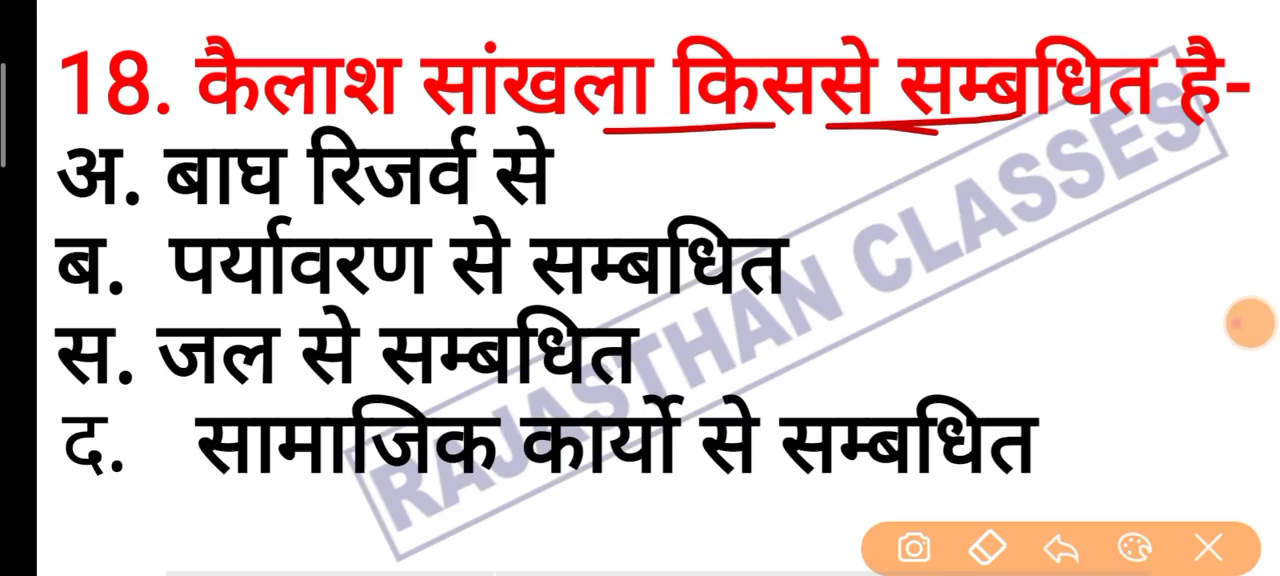 18. कैलाश सांखला किससे सम्बधित है-
अ. बाघ रिजर्व से
ब. पर्यावरण से सम्बधित
स. जल से सम्बधित
द. सामाजिक कार्यो से सम्बधित
RAJASTHAN CLASSES